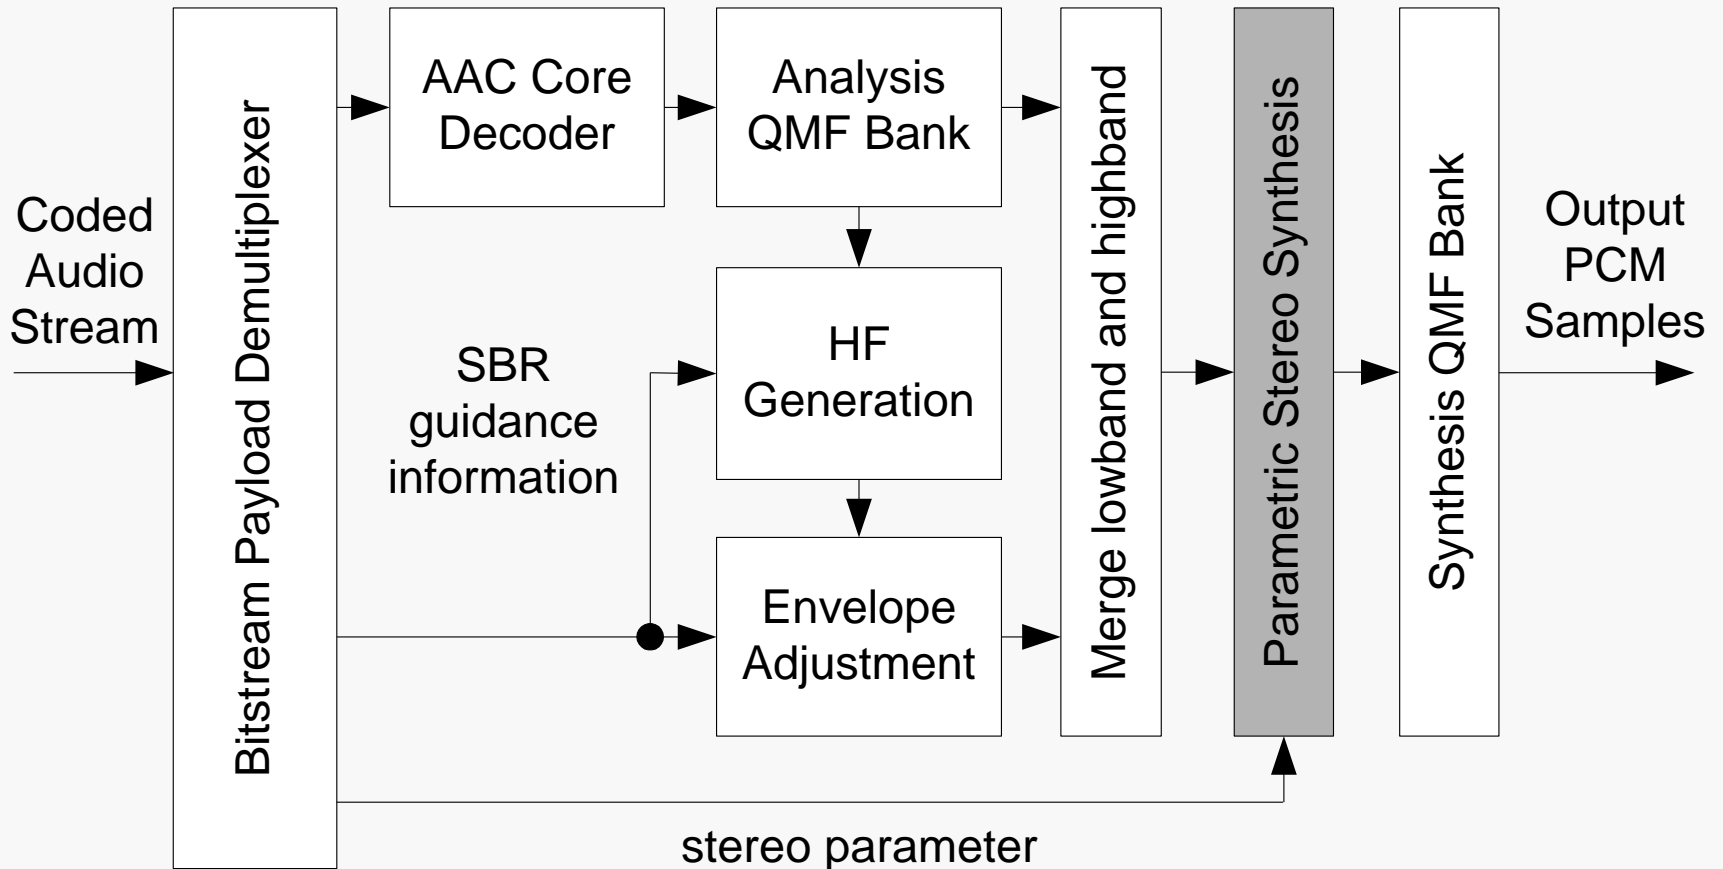 Coded
Audio
Stream
Bitstream Payload Demultiplexer
AAC Core
Decoder
Analysis
QMF Bank
SBR
guidance
information
HF
Generation
Envelope
Adjustment
Merge lowband and highband
Parametric Stereo Synthesis
Synthesis QMF Bank
Output
PCM
Samples
stereo parameter